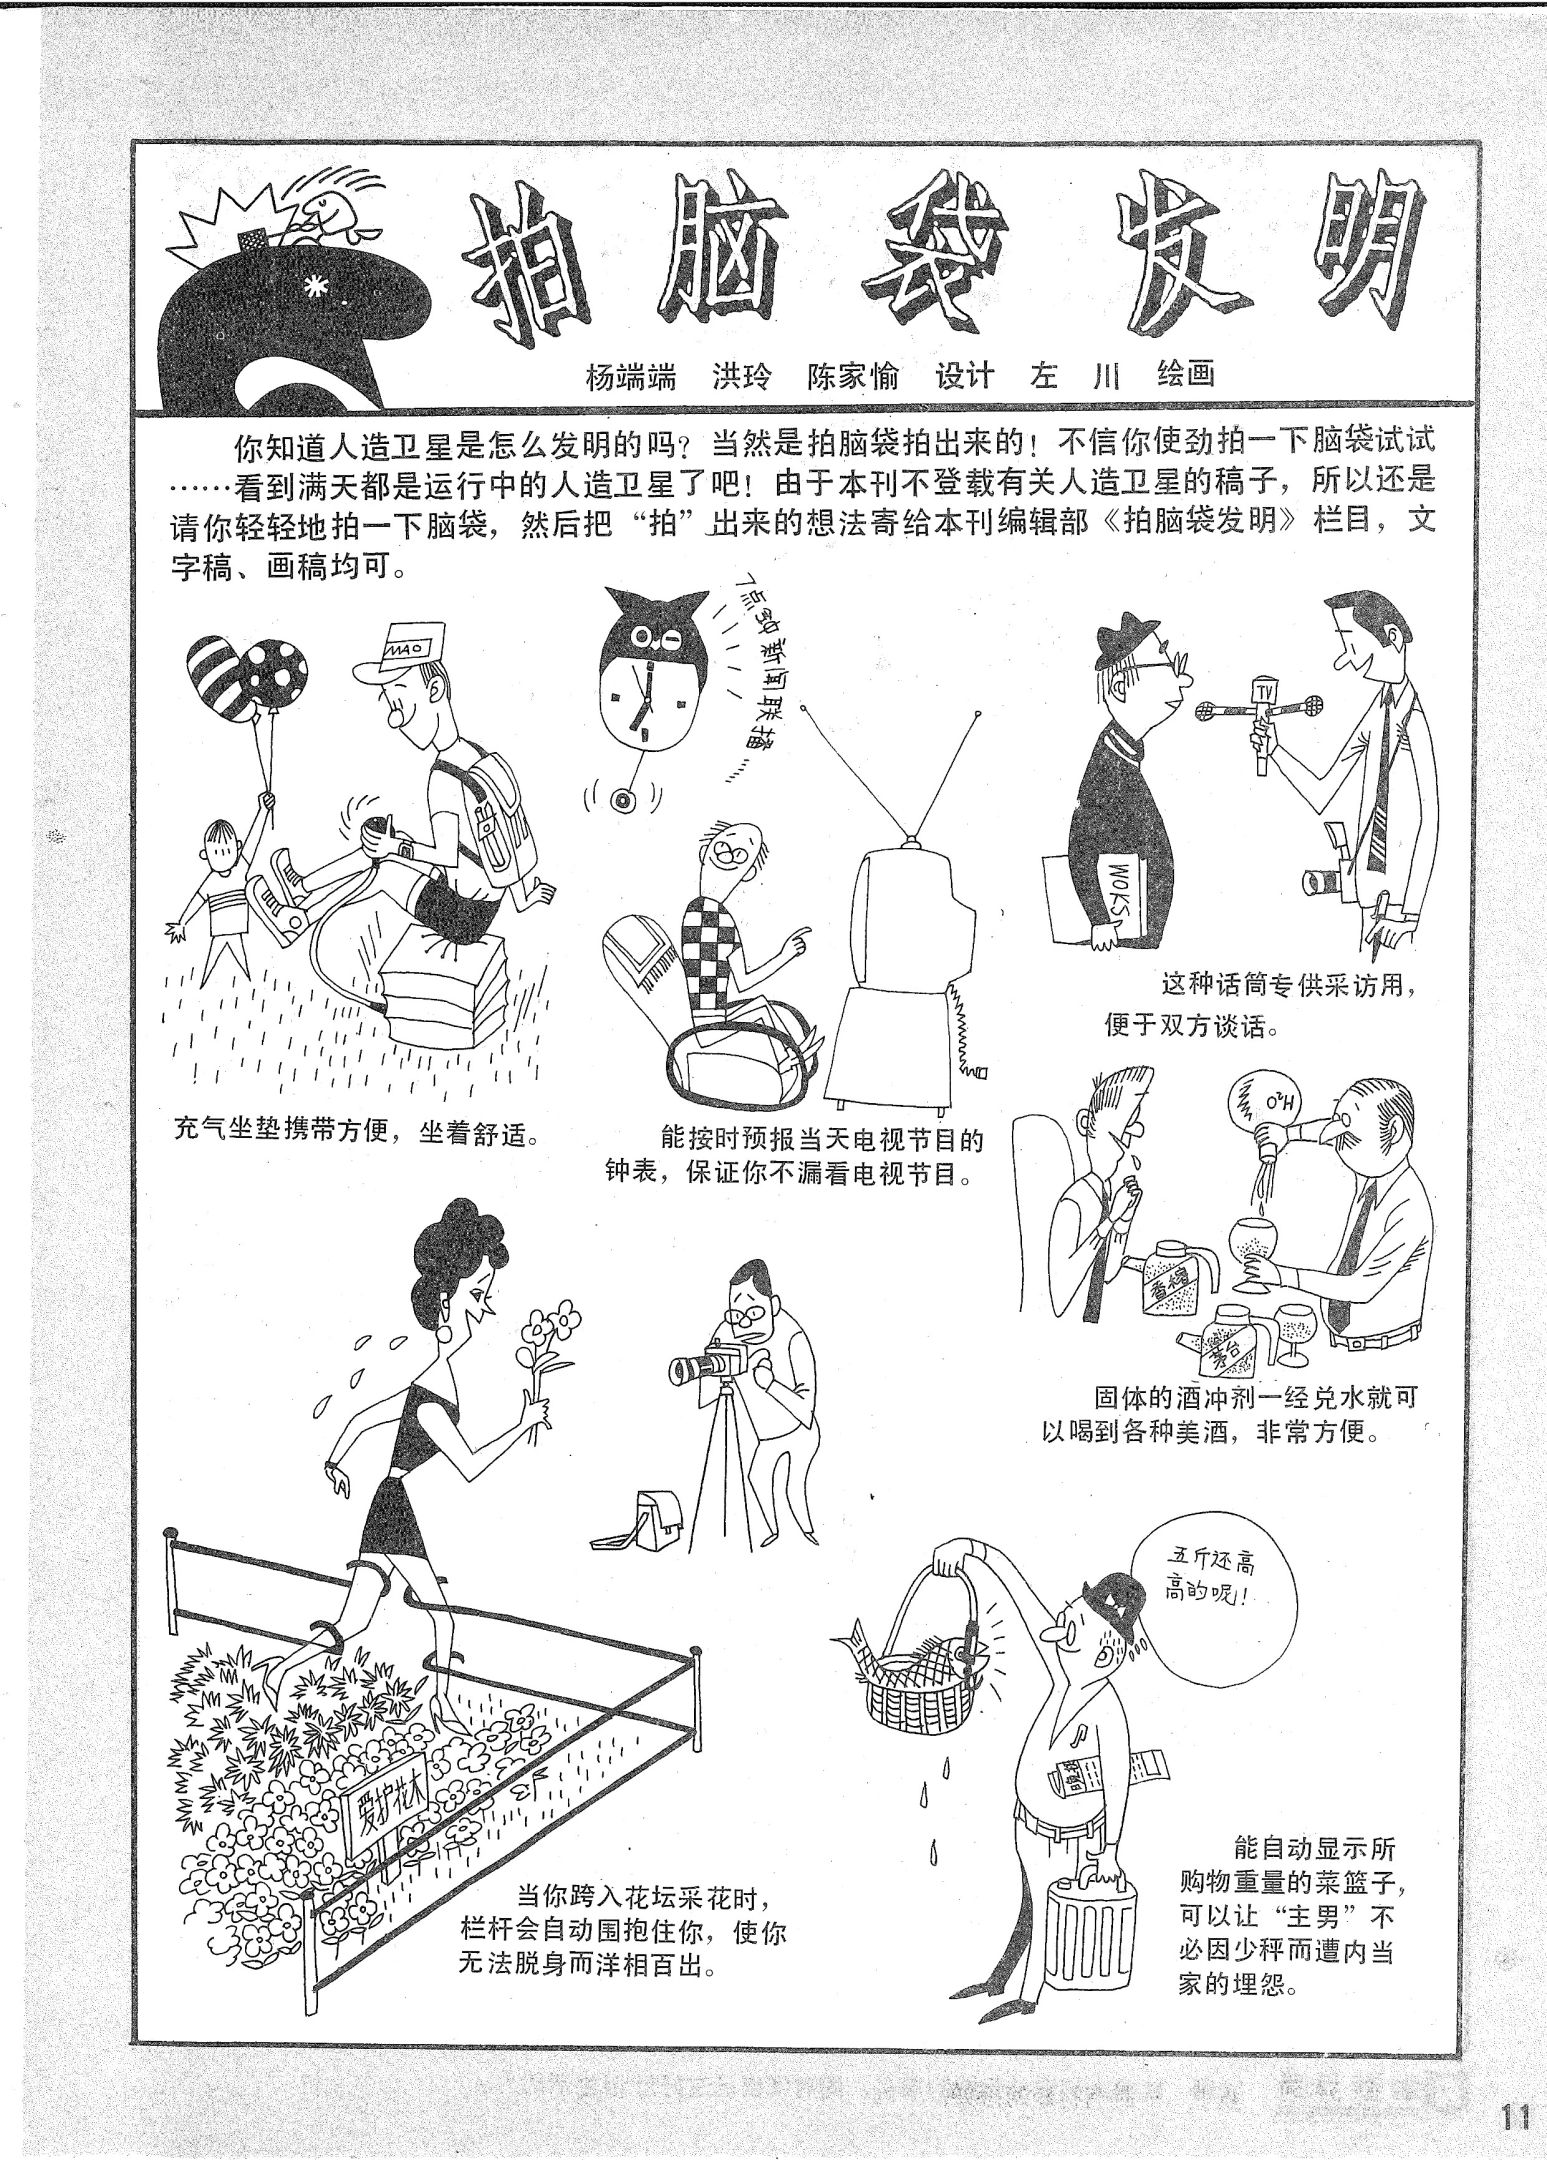 拍脑袋发明
杨端端 洪玲 陈家愉 设计 左川 绘画
你知道人造卫星是怎么发明的吗？当然是拍脑袋拍出来的！不信你使劲拍一下脑袋试试
……看到满天都是运行中的人造卫星了吧！由于本刊不登载有关人造卫星的稿子，所以还是
请你轻轻地拍一下脑袋，然后把“拍”出来的想法寄给本刊编辑部《拍脑袋发明》栏目，文
字稿、画稿均可。
MAO
充气坐垫携带方便，坐着舒适。
7点钟新闻联播……
能按时预报当天电视节目的
钟表，保证你不漏看电视节目。
TV
WOKS
这种话筒专供采访用，
便于双方谈话。
H₂O
香槟
茅台
固体的酒冲剂一经兑水就可
以喝到各种美酒，非常方便。
爱护花木
当你跨入花坛采花时，
栏杆会自动围抱住你，使你
无法脱身而洋相百出。
五斤还高
高的呢！
晚报
能自动显示所
购物重量的菜篮子，
可以让“主男”不
必因少秤而遭内当
家的埋怨。
11